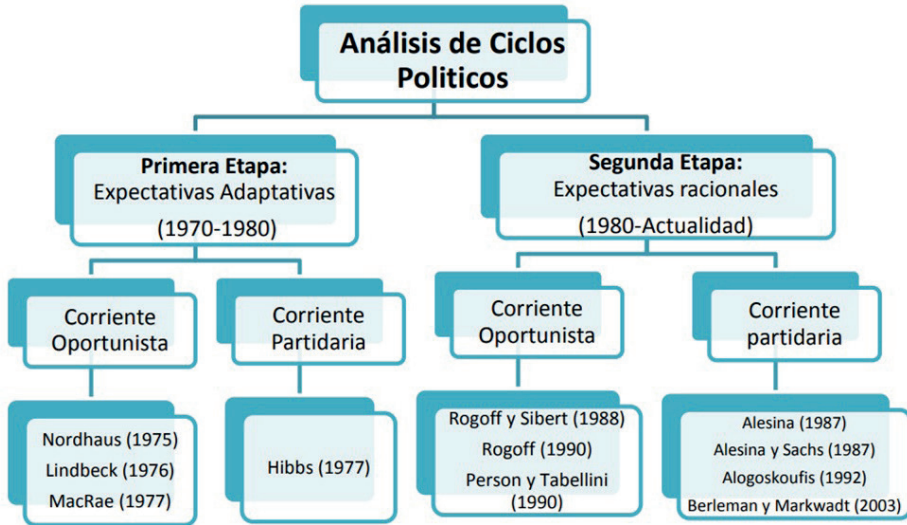 Análisis de Ciclos
Politicos
Primera Etapa:
Expectativas Adaptativas
(1970-1980)
Segunda Etapa:
Expectativas racionales
(1980-Actualidad)
Corriente
Oportunista
Corriente
Partidaria
Corriente
Oportunista
Corriente
partidaria
Nordhaus (1975)
Lindbeck (1976)
MacRae (1977)
Hibbs (1977)
Rogoff y Sibert (1988)
Rogoff (1990)
Person y Tabellini
(1990)
Alesina (1987)
Alesina y Sachs (1987)
Alogoskoufis (1992)
Berleman y Markwadt (2003)